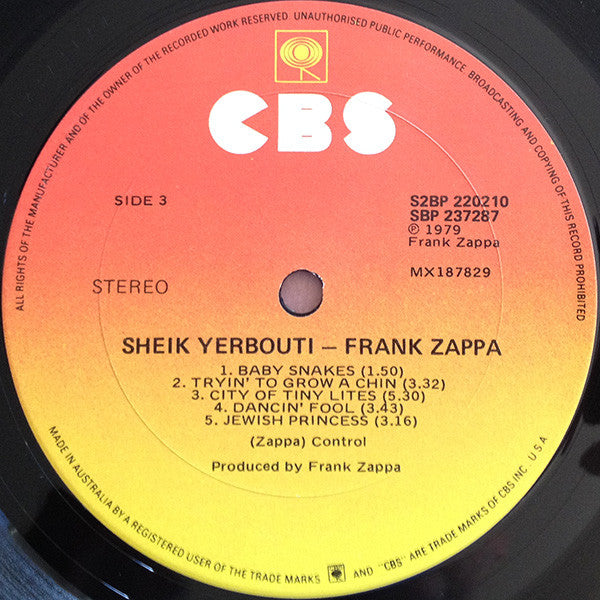 ALL RIGHTS OF THE MANUFACTURER AND OF THE OWNER OF THE RECORDED WORK RESERVED UNAUTHORISED PUBLIC PERFORMANCE BROADCASTING AND COPYING OF THIS RECORD PROHIBITED
CBS
SIDE 3
S2BP 220210
SBP 237287
℗ 1979
Frank Zappa
STEREO
MX187829
SHEIK YERBOUTI – FRANK ZAPPA
1. BABY SNAKES (1.50)
2. TRYIN' TO GROW A CHIN (3.32)
3. CITY OF TINY LITES (5.30)
4. DANCIN' FOOL (3.43)
5. JEWISH PRINCESS (3.16)
(Zappa) Control
Produced by Frank Zappa
MADE IN AUSTRALIA BY A REGISTERED USER OF THE TRADE MARKS AND "CBS" ARE TRADE MARKS OF CBS INC. U S A